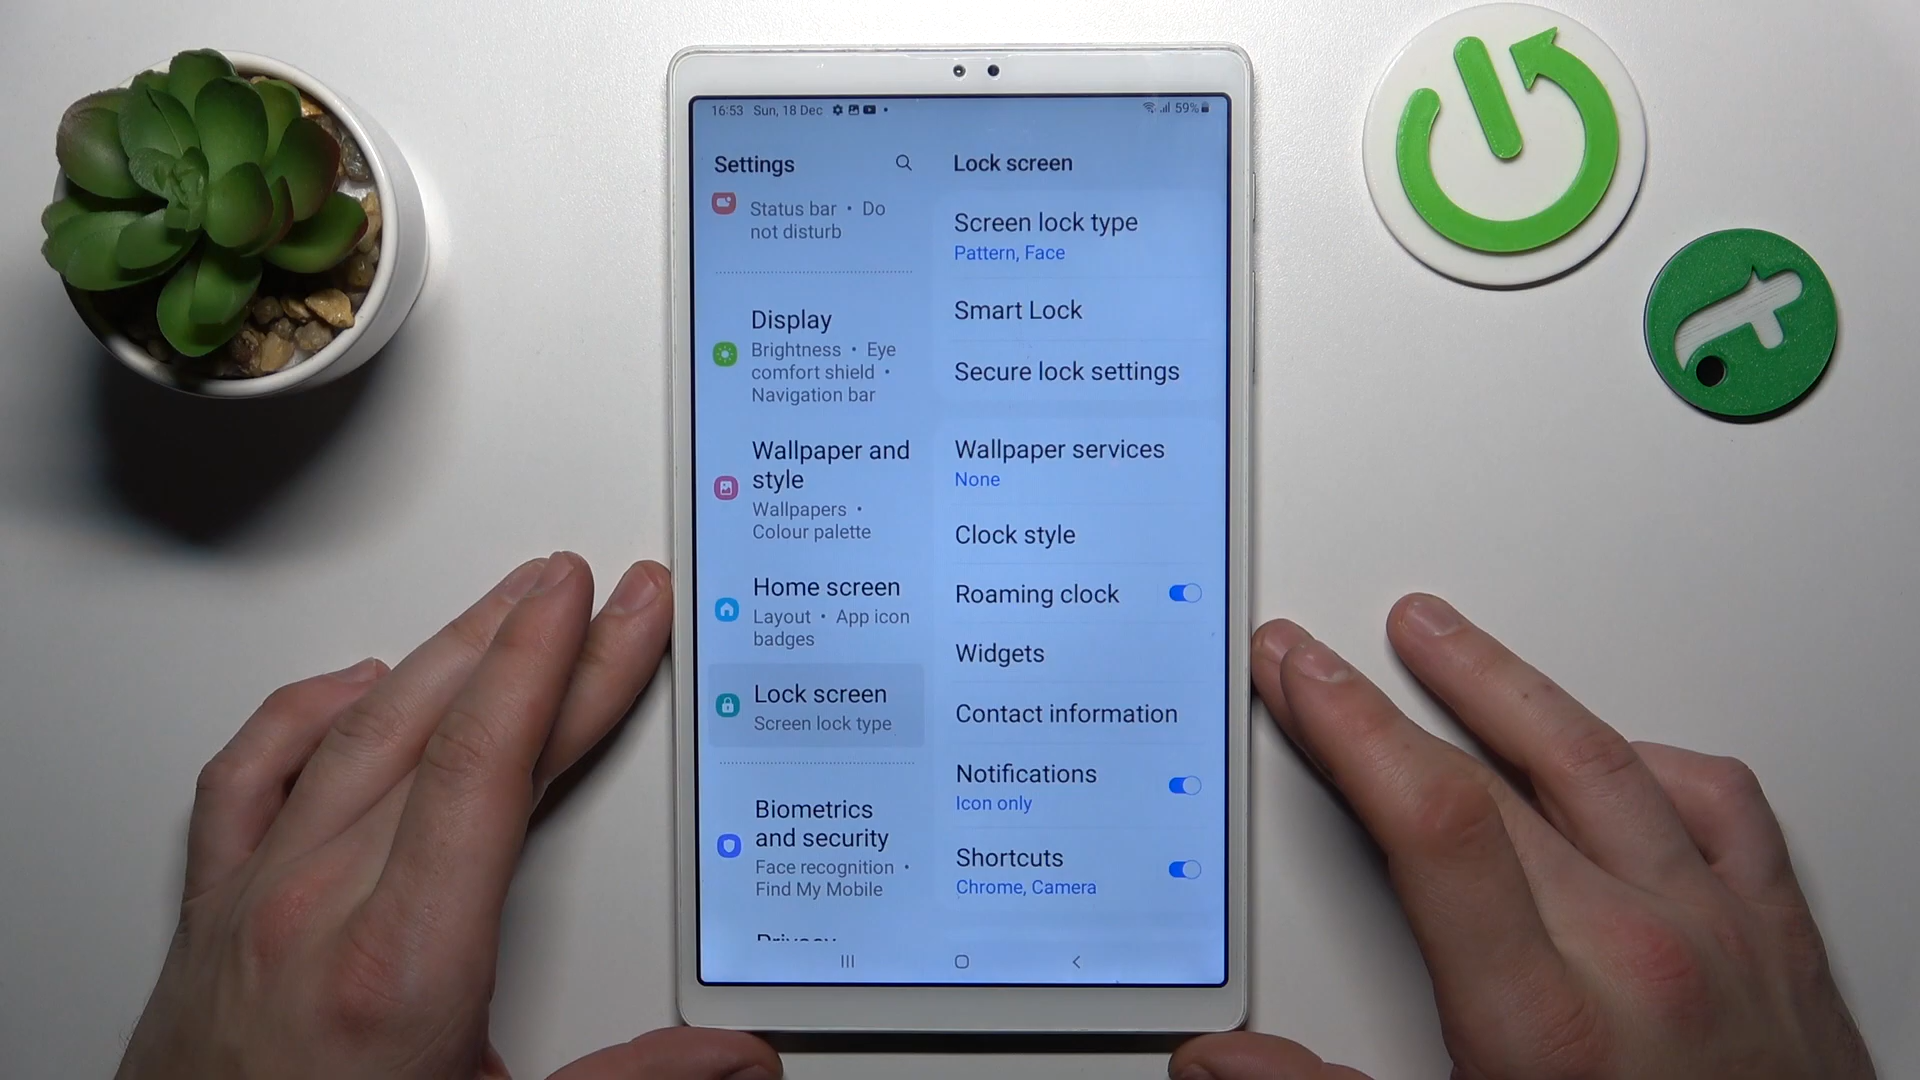 16:53 Sun, 18 Dec
59%
Settings
Status bar • Do
not disturb
Display
Brightness • Eye
comfort shield •
Navigation bar
Wallpaper and
style
Wallpapers •
Colour palette
Home screen
Layout • App icon
badges
Lock screen
Screen lock type
Biometrics
and security
Face recognition •
Find My Mobile
Privacy
Lock screen
Screen lock type
Pattern, Face
Smart Lock
Secure lock settings
Wallpaper services
None
Clock style
Roaming clock
Widgets
Contact information
Notifications
Icon only
Shortcuts
Chrome, Camera